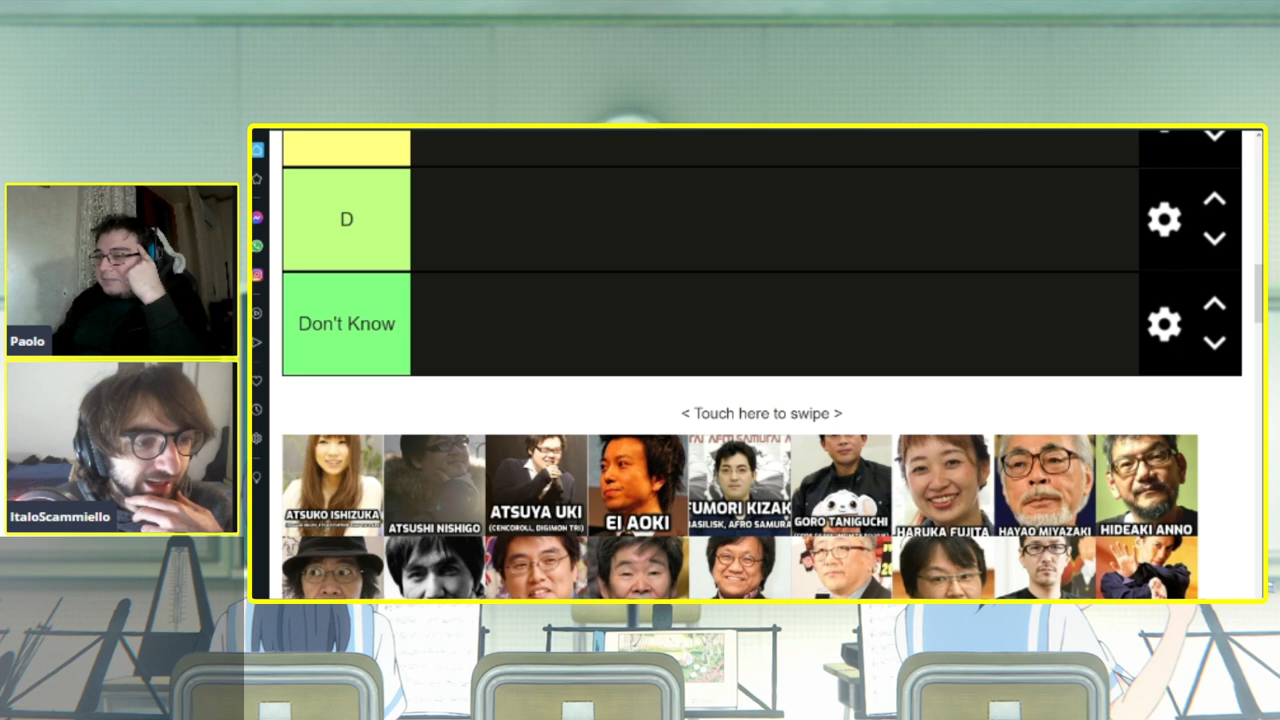 D
Don't Know
< Touch here to swipe >
Paolo
ItaloScammiello
ATSUKO ISHIZUKA
ATSUSHI NISHIGO
ATSUYA UKI
(CENCOROLL, DIGIMON TRI)
EI AOKI
FUMORI KIZAK
BASILISK, AFRO SAMURA
GORO TANIGUCHI
HARUKA FUJITA
HAYAO MIYAZAKI
HIDEAKI ANNO